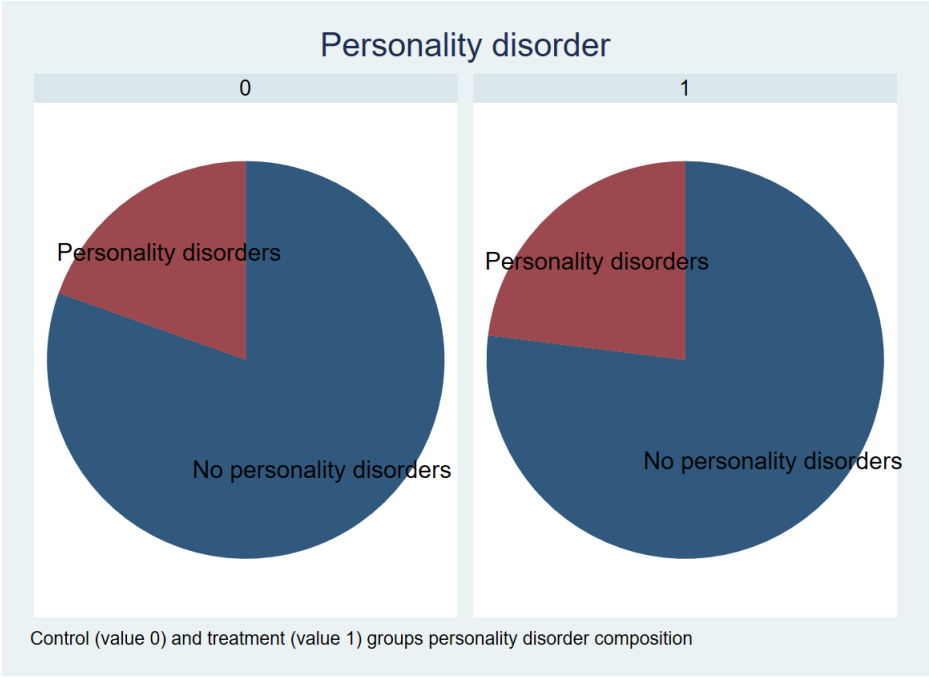 Personality disorder
0
1
Personality disorders
Personality disorders
No personality disorders
No personality disorders
Control (value 0) and treatment (value 1) groups personality disorder composition